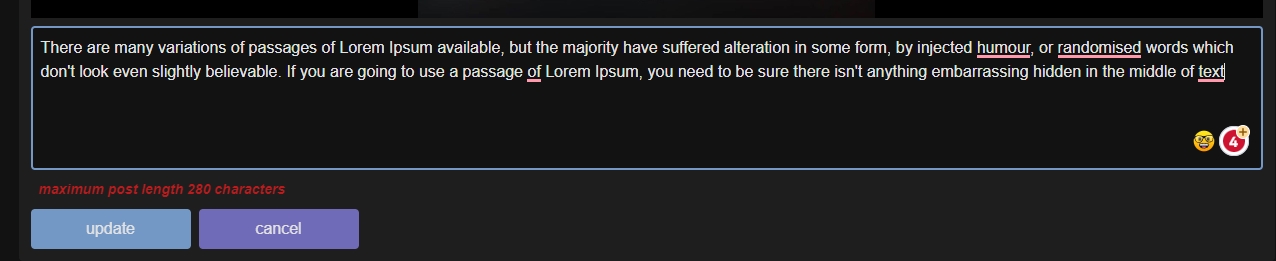 There are many variations of passages of Lorem Ipsum available, but the majority have suffered alteration in some form, by injected humour, or randomised words which
don't look even slightly believable. If you are going to use a passage of Lorem Ipsum, you need to be sure there isn't anything embarrassing hidden in the middle of text
4
maximum post length 280 characters
update cancel